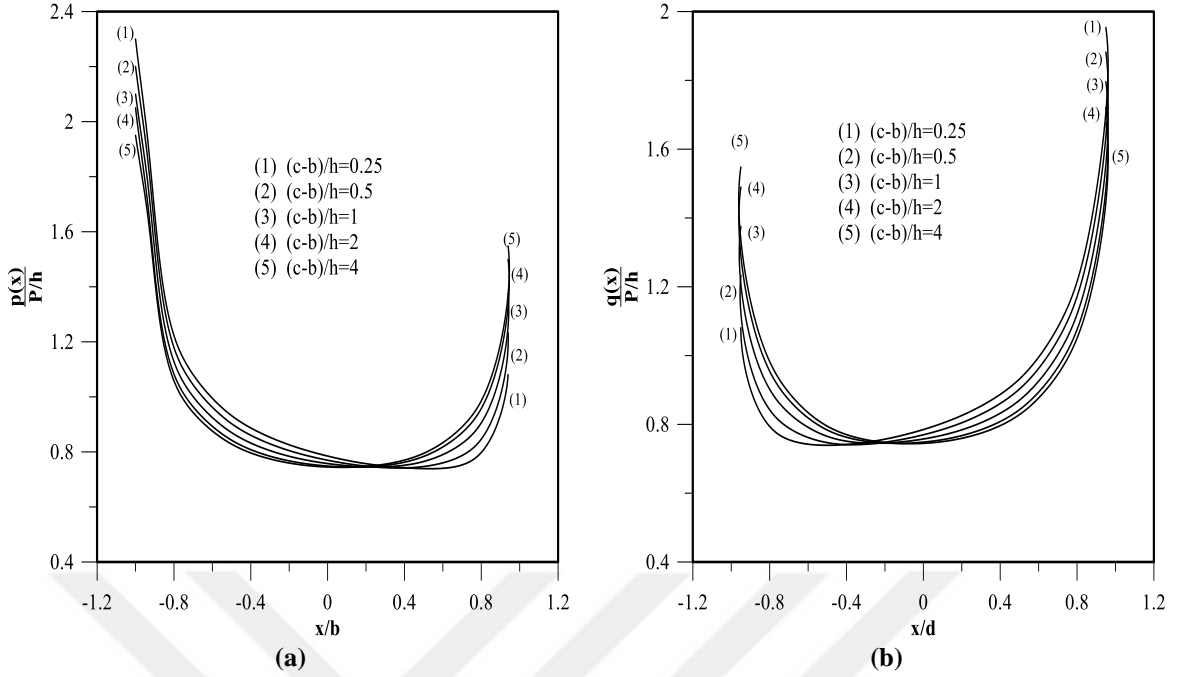 2.4
2
1.6
1.2
0.8
0.4
p(x)
P/h
(1)
(2)
(3)
(4)
(5)
(1) (c-b)/h=0.25
(2) (c-b)/h=0.5
(3) (c-b)/h=1
(4) (c-b)/h=2
(5) (c-b)/h=4
(5)
(4)
(3)
(2)
(1)
-1.2 -0.8 -0.4 0 0.4 0.8 1.2
x/b
(a)
2
1.6
1.2
0.8
0.4
q(x)
P/h
(5)
(4)
(3)
(2)
(1)
(1) (c-b)/h=0.25
(2) (c-b)/h=0.5
(3) (c-b)/h=1
(4) (c-b)/h=2
(5) (c-b)/h=4
(1)
(2)
(3)
(4)
(5)
-1.2 -0.8 -0.4 0 0.4 0.8 1.2
x/d
(b)